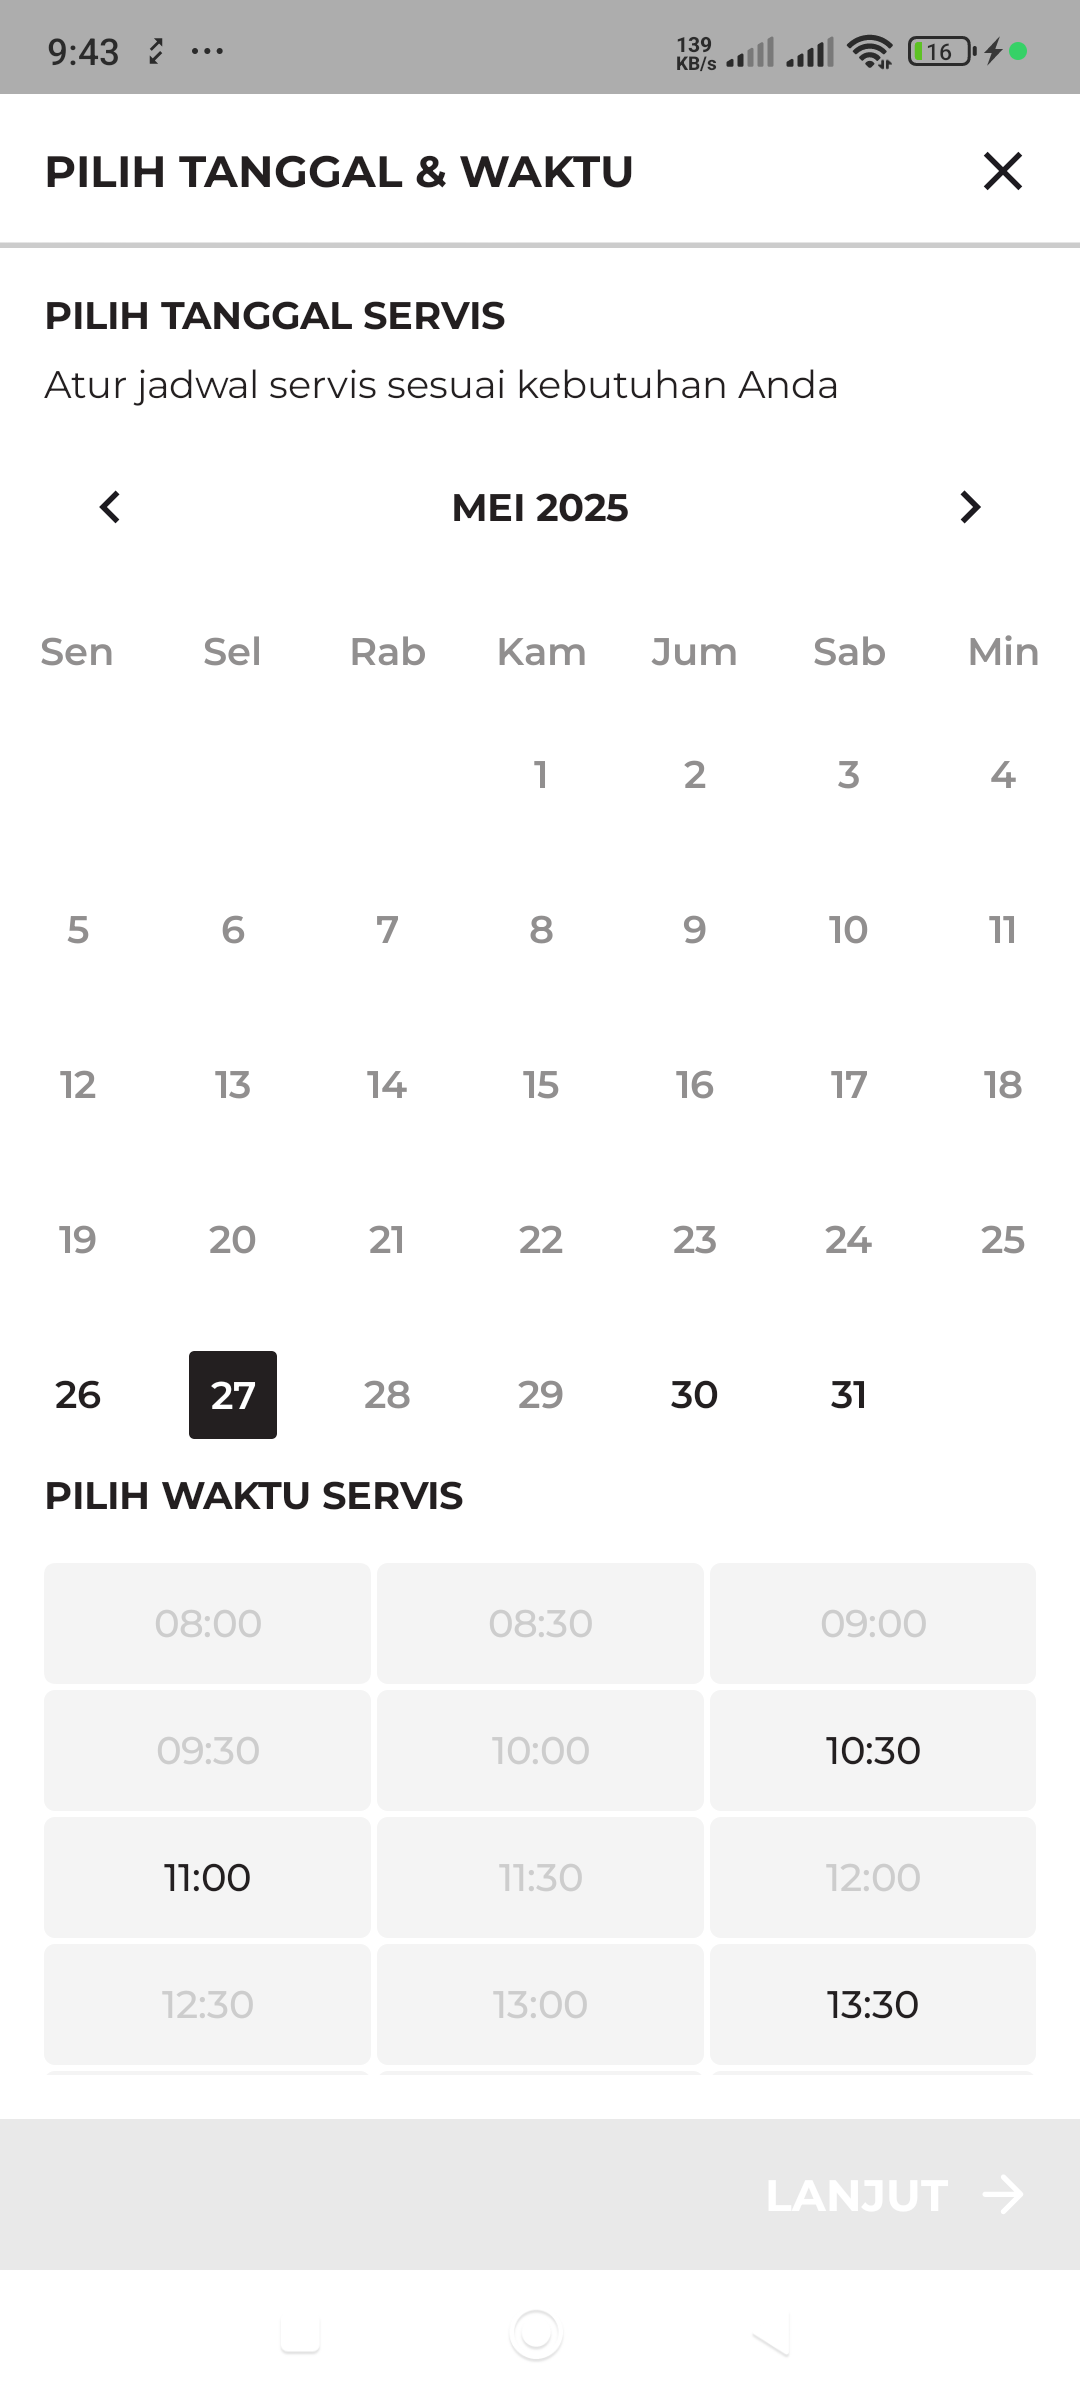 9:43 139 KB/s 16
PILIH TANGGAL & WAKTU
PILIH TANGGAL SERVIS
Atur jadwal servis sesuai kebutuhan Anda
MEI 2025
Sen Sel Rab Kam Jum Sab Min
1 2 3 4
5 6 7 8 9 10 11
12 13 14 15 16 17 18
19 20 21 22 23 24 25
26 27 28 29 30 31
PILIH WAKTU SERVIS
08:00 08:30 09:00
09:30 10:00 10:30
11:00 11:30 12:00
12:30 13:00 13:30
LANJUT